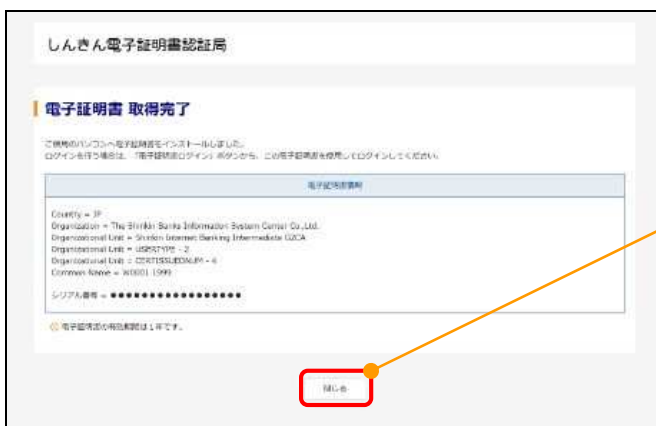 しんきん電子証明書認証局
電子証明書 取得完了
ご使用のパソコンへ電子証明書をインストールしました。
ログインを行う場合は、「電子証明書ログイン」ボタンから、この電子証明書を使用してログインしてください。
電子証明書情報
Country = JP
Organization = The Shinkin Banks Information System Center Co.,Ltd.
Organizational Unit = Shinkin Internet Banking Intermediate G2CA
Organizational Unit = USERTYPE - 2
Organizational Unit = CERTISSUEDNUM - 4
Common Name = W0001 1999
シリアル番号 = ●●●●●●●●●●●●●●●●●
電子証明書の有効期間は1年です。
閉じる